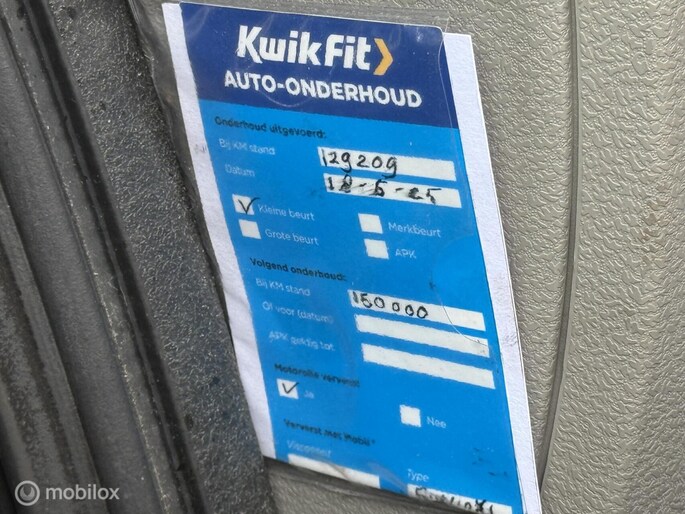 KwikFit
AUTO-ONDERHOUD
Onderhoud uitgevoerd:
Bij KM stand 129209
Datum 12-5-25
Kleine beurt Merkbeurt
Grote beurt APK
Volgend onderhoud:
Bij KM stand 150000
Of voor (datum)
APK geldig tot
Motorolie ververst
Ja Nee
Ververst met Mobil
Type
mobilox